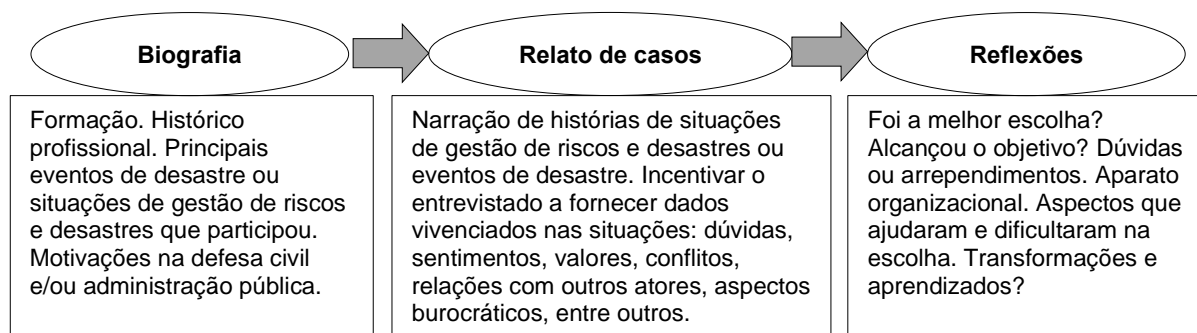 Biografia
Formação. Histórico
profissional. Principais
eventos de desastre ou
situações de gestão de riscos
e desastres que participou.
Motivações na defesa civil
e/ou administração pública.
Relato de casos
Narração de histórias de situações
de gestão de riscos e desastres ou
eventos de desastre. Incentivar o
entrevistado a fornecer dados
vivenciados nas situações: dúvidas,
sentimentos, valores, conflitos,
relações com outros atores, aspectos
burocráticos, entre outros.
Reflexões
Foi a melhor escolha?
Alcançou o objetivo? Dúvidas
ou arrependimentos. Aparato
organizacional. Aspectos que
ajudaram e dificultaram na
escolha. Transformações e
aprendizados?